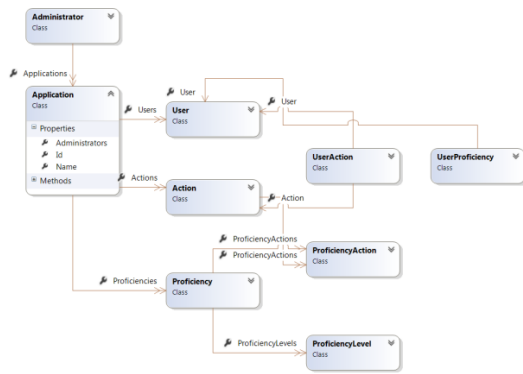 Administrator
Class
Applications
Application
Class
Properties
Administrators
Id
Name
Methods
Users
User
User
User
Class
UserAction
Class
UserProficiency
Class
Actions
Action
Class
Action
ProficiencyActions
ProficiencyActions
ProficiencyAction
Class
Proficiencies
Proficiency
Class
ProficiencyLevels
ProficiencyLevel
Class